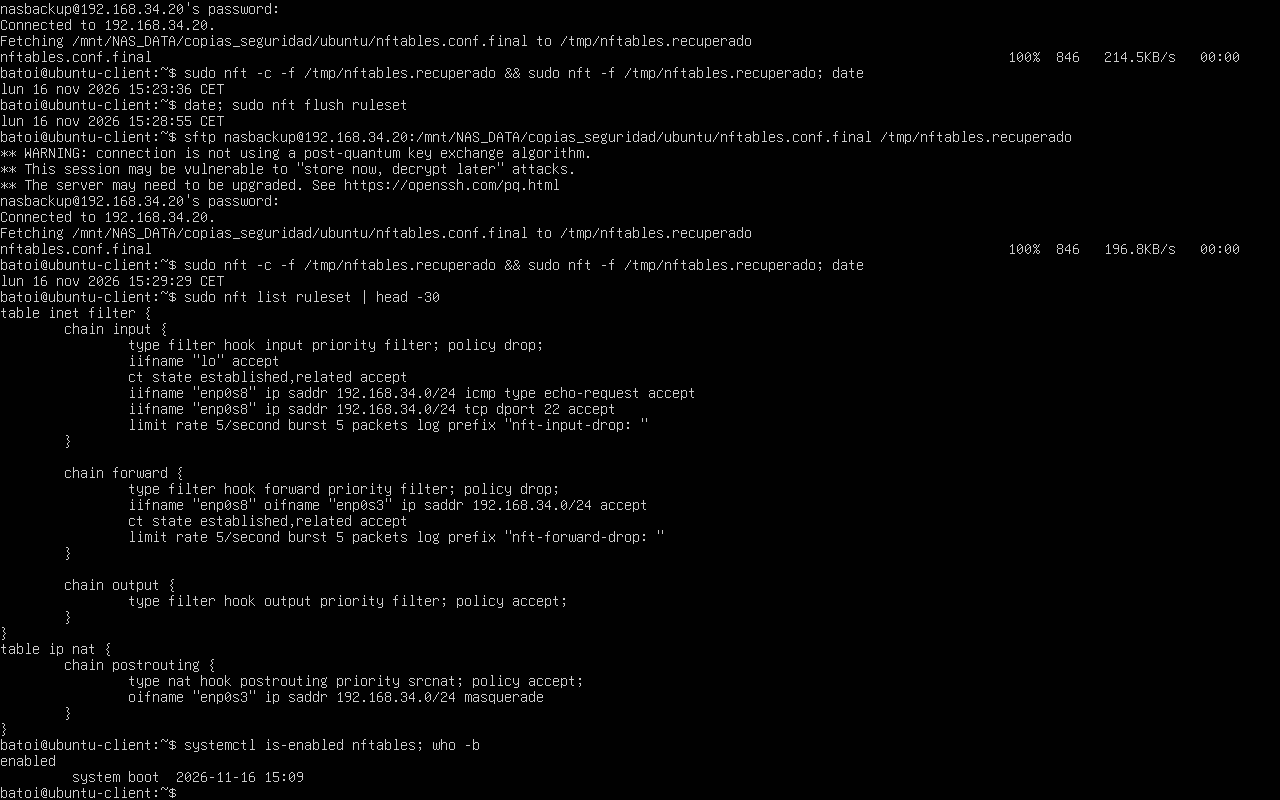 nasbackup@192.168.34.20's password:
Connected to 192.168.34.20.
Fetching /mnt/NAS_DATA/copias_seguridad/ubuntu/nftables.conf.final to /tmp/nftables.recuperado
nftables.conf.final 100% 846 214.5KB/s 00:00
batoi@ubuntu-client:~$ sudo nft -c -f /tmp/nftables.recuperado && sudo nft -f /tmp/nftables.recuperado; date
lun 16 nov 2026 15:23:36 CET
batoi@ubuntu-client:~$ date; sudo nft flush ruleset
lun 16 nov 2026 15:28:55 CET
batoi@ubuntu-client:~$ sftp nasbackup@192.168.34.20:/mnt/NAS_DATA/copias_seguridad/ubuntu/nftables.conf.final /tmp/nftables.recuperado
** WARNING: connection is not using a post-quantum key exchange algorithm.
** This session may be vulnerable to "store now, decrypt later" attacks.
** The server may need to be upgraded. See https://openssh.com/pq.html
nasbackup@192.168.34.20's password:
Connected to 192.168.34.20.
Fetching /mnt/NAS_DATA/copias_seguridad/ubuntu/nftables.conf.final to /tmp/nftables.recuperado
nftables.conf.final 100% 846 196.8KB/s 00:00
batoi@ubuntu-client:~$ sudo nft -c -f /tmp/nftables.recuperado && sudo nft -f /tmp/nftables.recuperado; date
lun 16 nov 2026 15:29:29 CET
batoi@ubuntu-client:~$ sudo nft list ruleset | head -30
table inet filter {
        chain input {
                type filter hook input priority filter; policy drop;
                iifname "lo" accept
                ct state established,related accept
                iifname "enp0s8" ip saddr 192.168.34.0/24 icmp type echo-request accept
                iifname "enp0s8" ip saddr 192.168.34.0/24 tcp dport 22 accept
                limit rate 5/second burst 5 packets log prefix "nft-input-drop: "
        }

        chain forward {
                type filter hook forward priority filter; policy drop;
                iifname "enp0s8" oifname "enp0s3" ip saddr 192.168.34.0/24 accept
                ct state established,related accept
                limit rate 5/second burst 5 packets log prefix "nft-forward-drop: "
        }

        chain output {
                type filter hook output priority filter; policy accept;
        }
}
table ip nat {
        chain postrouting {
                type nat hook postrouting priority srcnat; policy accept;
                oifname "enp0s3" ip saddr 192.168.34.0/24 masquerade
        }
}
batoi@ubuntu-client:~$ systemctl is-enabled nftables; who -b
enabled
         system boot  2026-11-16 15:09
batoi@ubuntu-client:~$